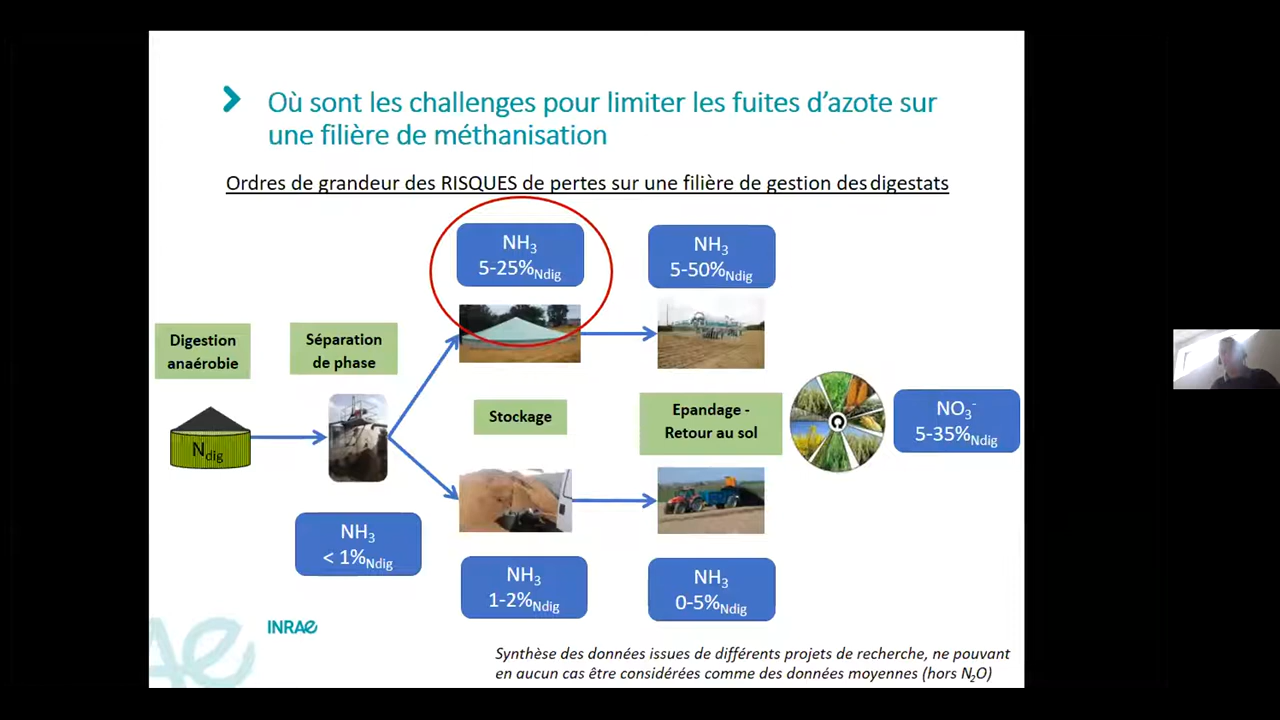 Où sont les challenges pour limiter les fuites d'azote sur
une filière de méthanisation
Ordres de grandeur des RISQUES de pertes sur une filière de gestion des digestats
NH3
5-25%Ndig
NH3
5-50%Ndig
Digestion
anaérobie
Séparation
de phase
Ndig
Stockage
Epandage -
Retour au sol
NO3-
5-35%Ndig
NH3
< 1%Ndig
NH3
1-2%Ndig
NH3
0-5%Ndig
INRAE
Synthèse des données issues de différents projets de recherche, ne pouvant
en aucun cas être considérées comme des données moyennes (hors N2O)